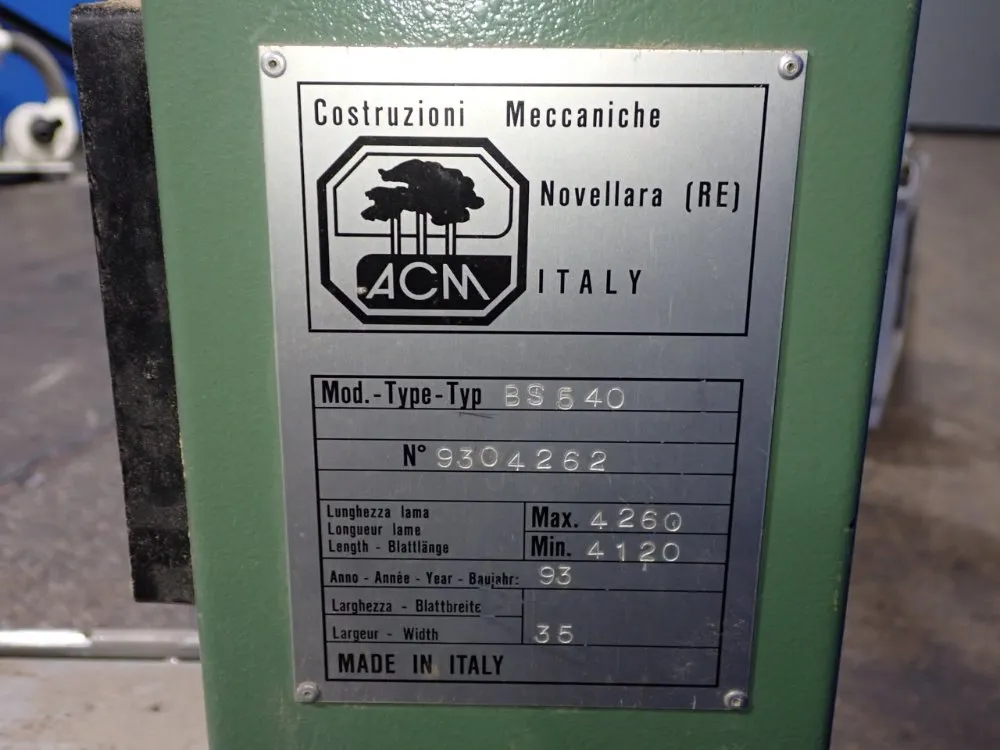 Costruzioni Meccaniche
Novellara (RE)
ACM
ITALY
Mod.-Type-Typ BS 540
N° 9304262
Lunghezza lama
Longueur lame
Length - Blattlänge
Max. 4260
Min. 4120
Anno - Année - Year - Baujahr: 93
Larghezza - Blattbreite
Largeur - Width 35
MADE IN ITALY